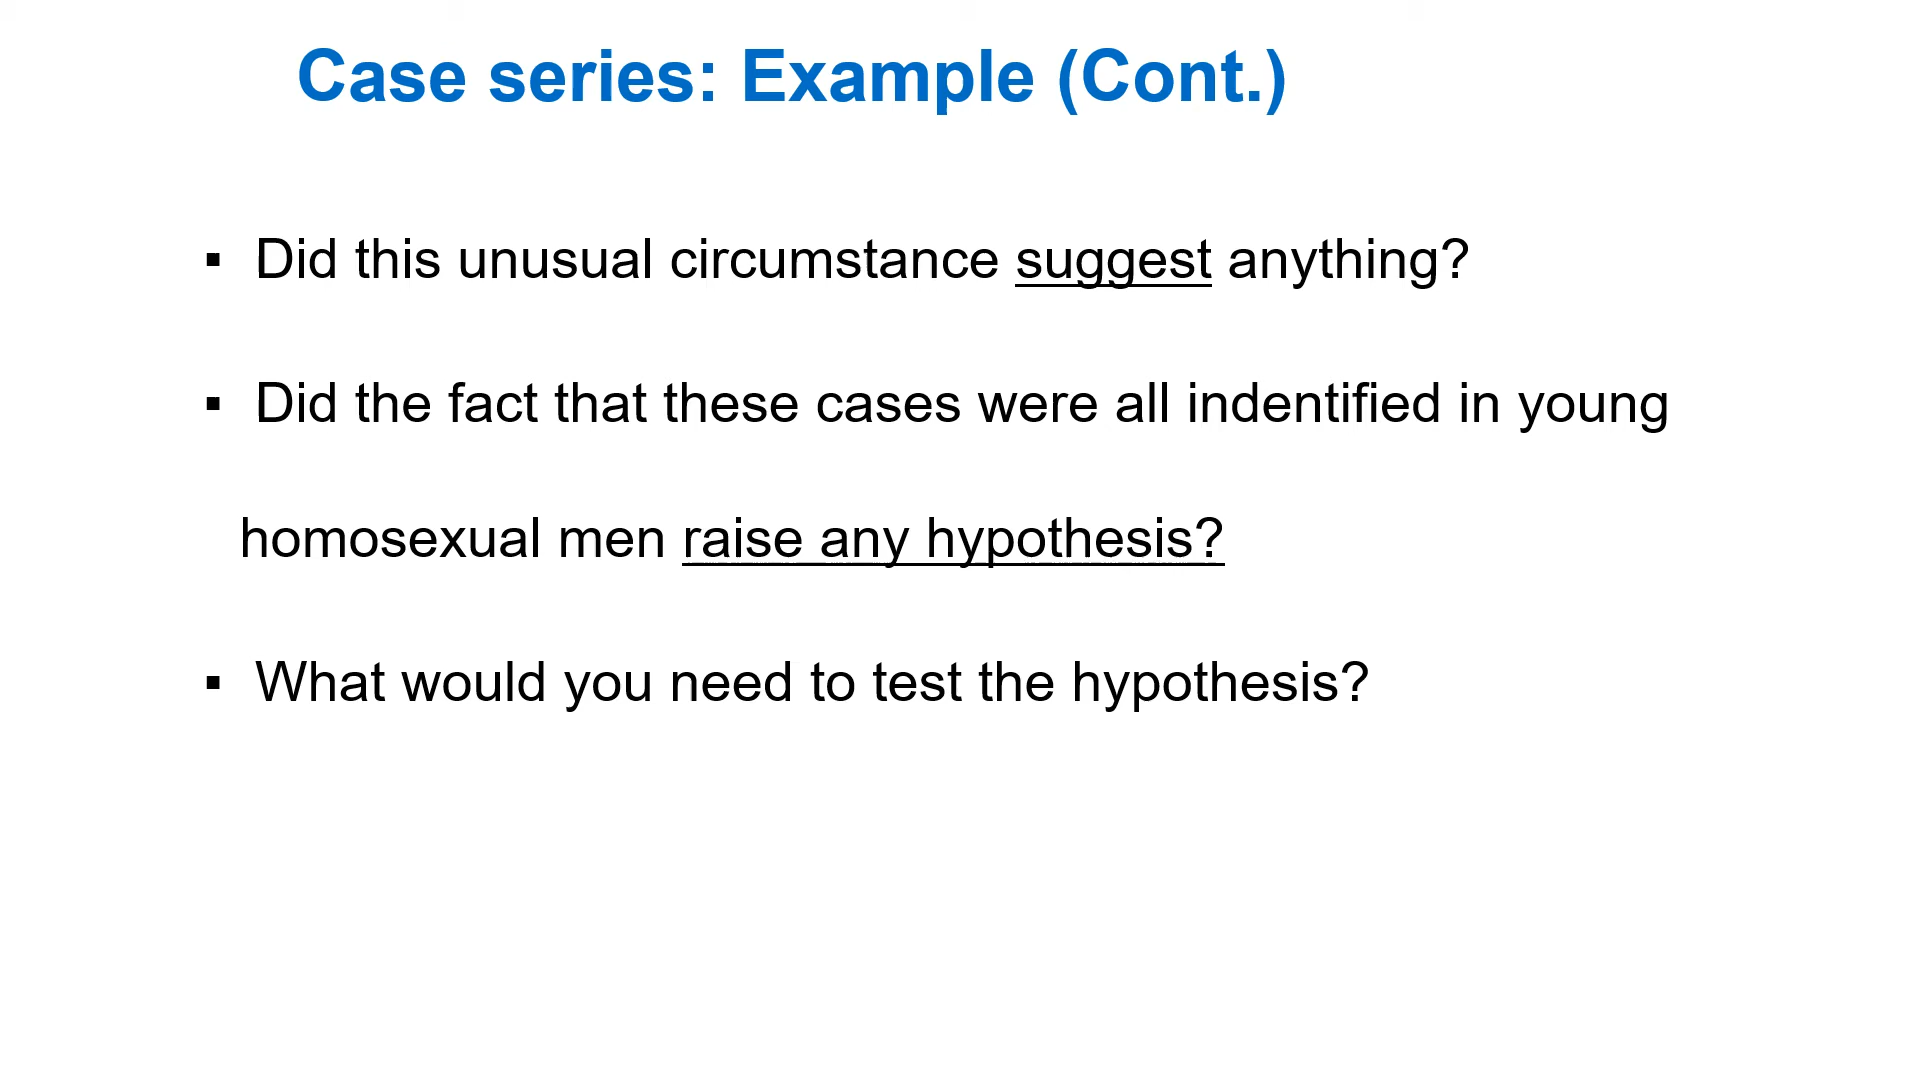 Case series: Example (Cont.)
▪ Did this unusual circumstance suggest anything?
▪ Did the fact that these cases were all indentified in young
homosexual men raise any hypothesis?
▪ What would you need to test the hypothesis?